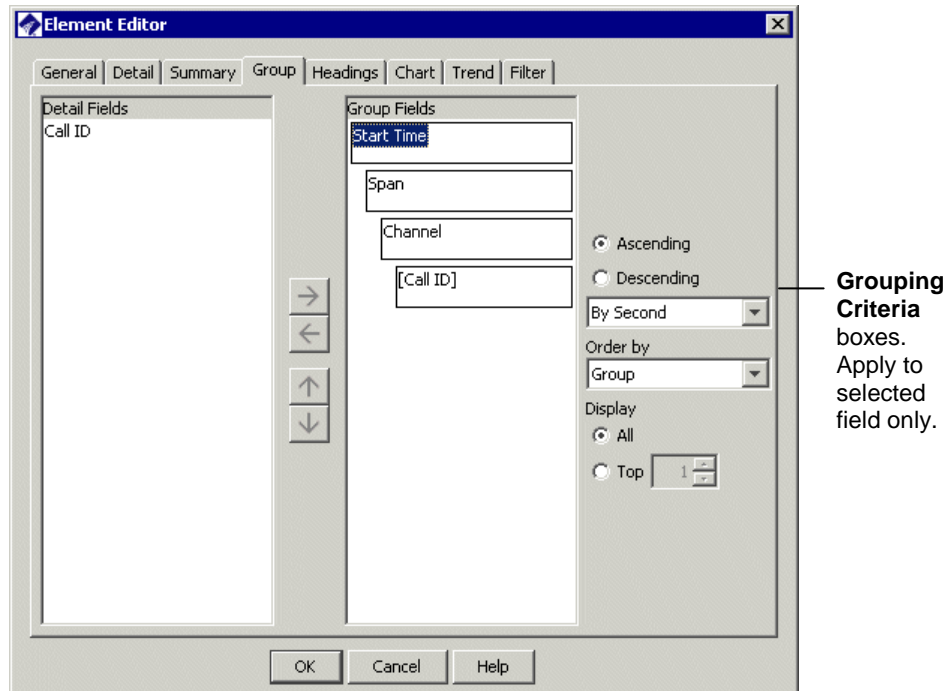 Element Editor
General Detail Summary Group Headings Chart Trend Filter
Detail Fields
Call ID
Group Fields
Start Time
Span
Channel
[Call ID]
Ascending
Descending
By Second
Order by
Group
Display
All
Top 1
OK Cancel Help
Grouping
Criteria
boxes.
Apply to
selected
field only.